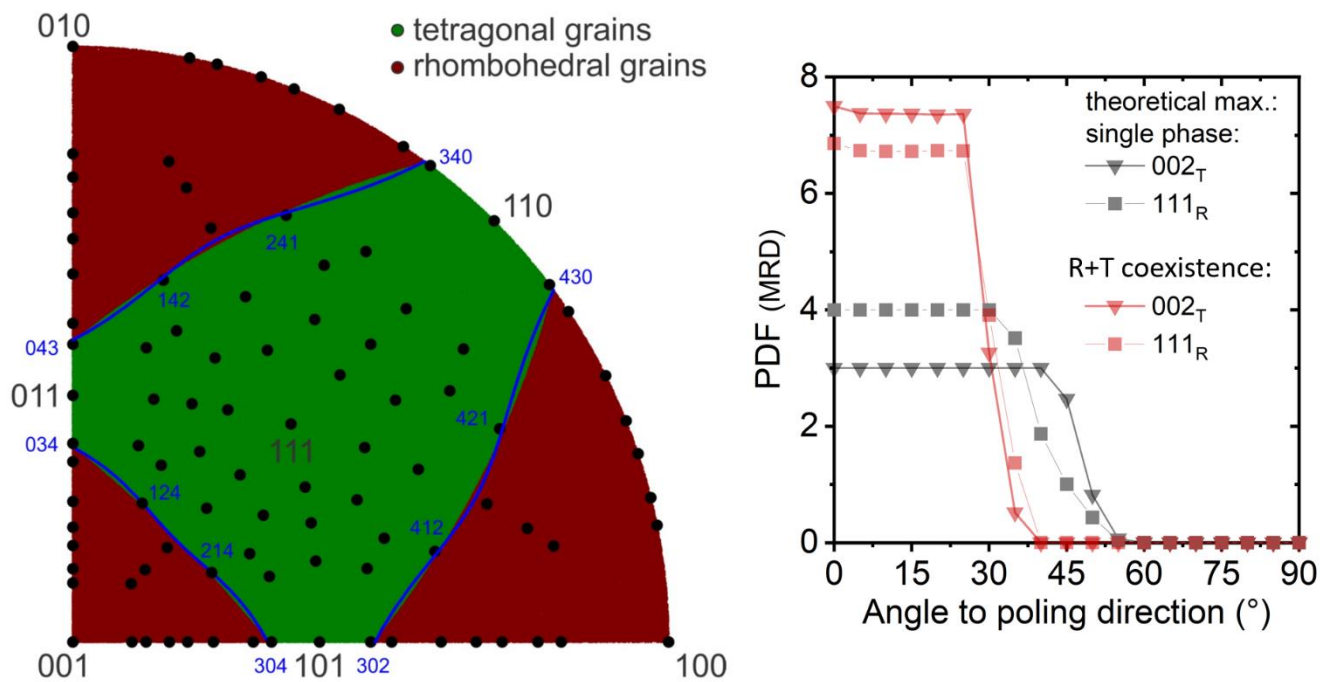 010
tetragonal grains
rhombohedral grains
340
110
241
430
142
043
011
421
111
034
124
412
214
001
304
101
302
100
8
6
4
2
0
PDF (MRD)
theoretical max.:
single phase:
002T
111R
R+T coexistence:
002T
111R
0 15 30 45 60 75 90
Angle to poling direction (°)